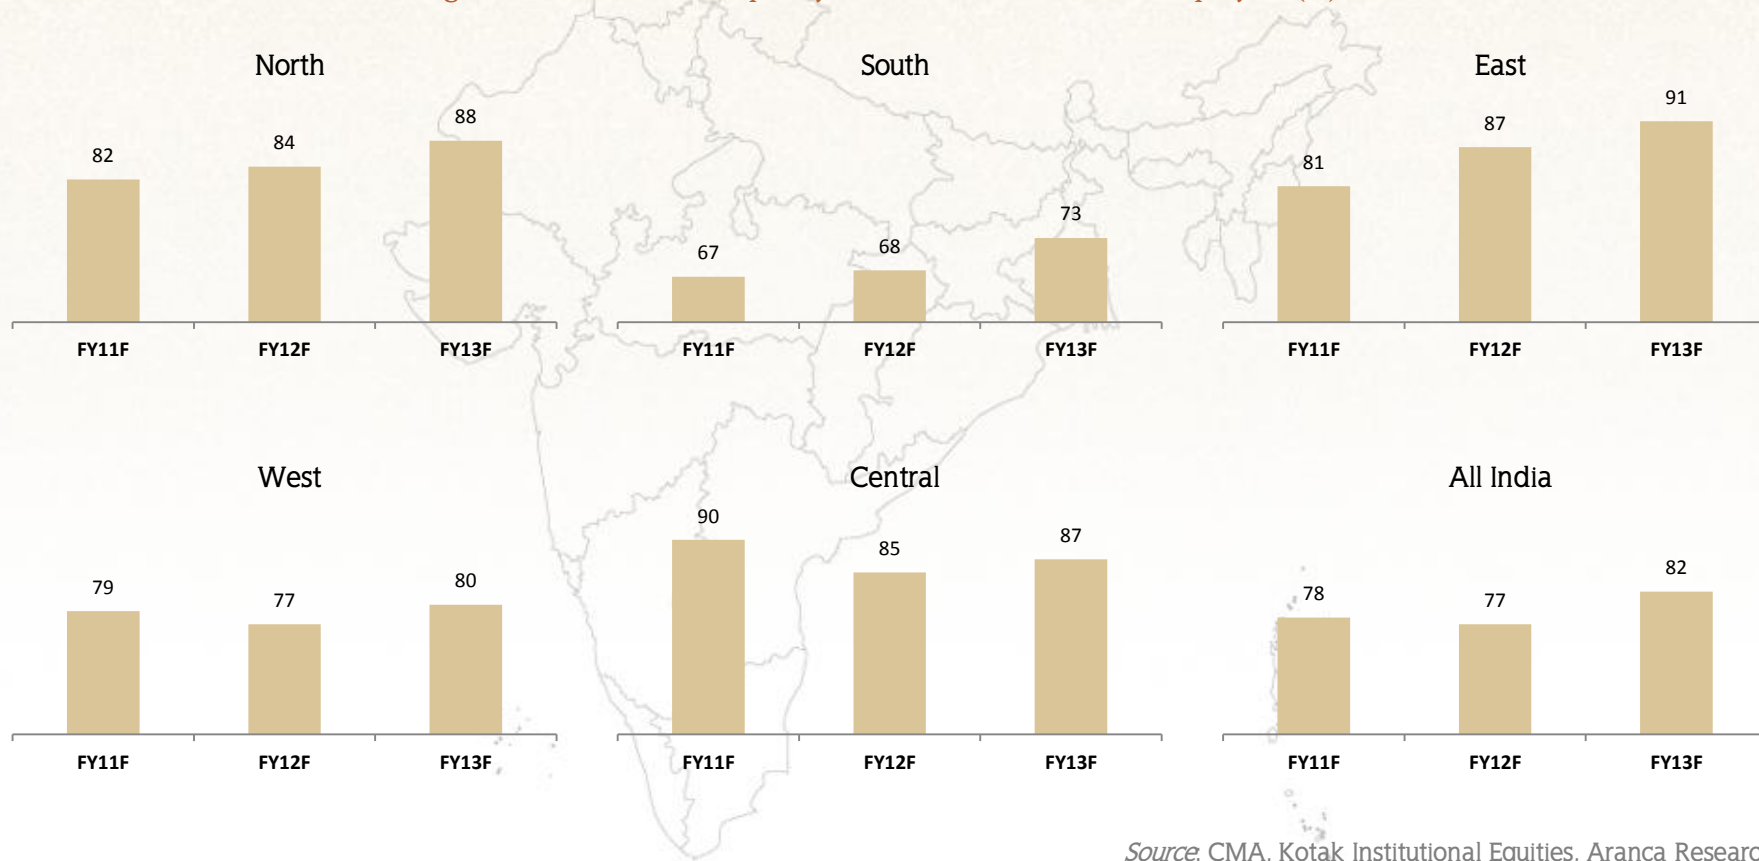 North
88
84
82
FY11F FY12F FY13F
South
73
68
67
FY11F FY12F FY13F
East
91
87
81
FY11F FY12F FY13F
West
79
77
80
FY11F FY12F FY13F
Central
90
85
87
FY11F FY12F FY13F
All India
78
77
82
FY11F FY12F FY13F
Source: CMA, Kotak Institutional Equities, Aranca Researc